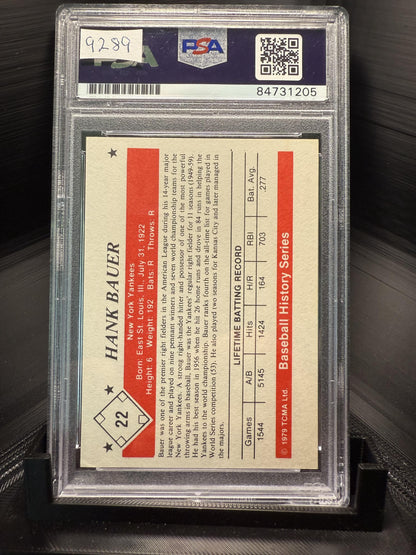 9289
PSA
PSA
84731205
22
HANK BAUER
New York Yankees
Born: East St. Louis, Ill., July 31, 1922
Height: 6 Weight: 192 Bats: R Throws: R
Bauer was one of the premier right fielders in the American League during his 14-year major
league career and played on nine pennant winners and seven world championship teams for the
New York Yankees. A strong right-handed hitter and possessor of one of the most powerful
throwing arms in baseball, Bauer was the Yankees' regular right fielder for 11 seasons (1949-59).
He had his best season in 1956 when he hit 26 home runs and drove in 84 runs in helping the
Yankees to the world championship. Bauer ranks fourth on the all-time list for games played in
World Series competition (53). He also played two seasons for Kansas City and later managed in
the majors.
LIFETIME BATTING RECORD
Games A/B Hits H/R RBI Bat. Avg.
1544 5145 1424 164 703 .277
© 1979 TCMA Ltd. Baseball History Series